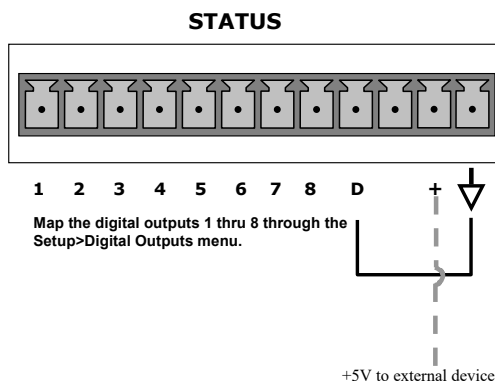 STATUS
1 2 3 4 5 6 7 8 D +
Map the digital outputs 1 thru 8 through the
Setup>Digital Outputs menu.
+5V to external device